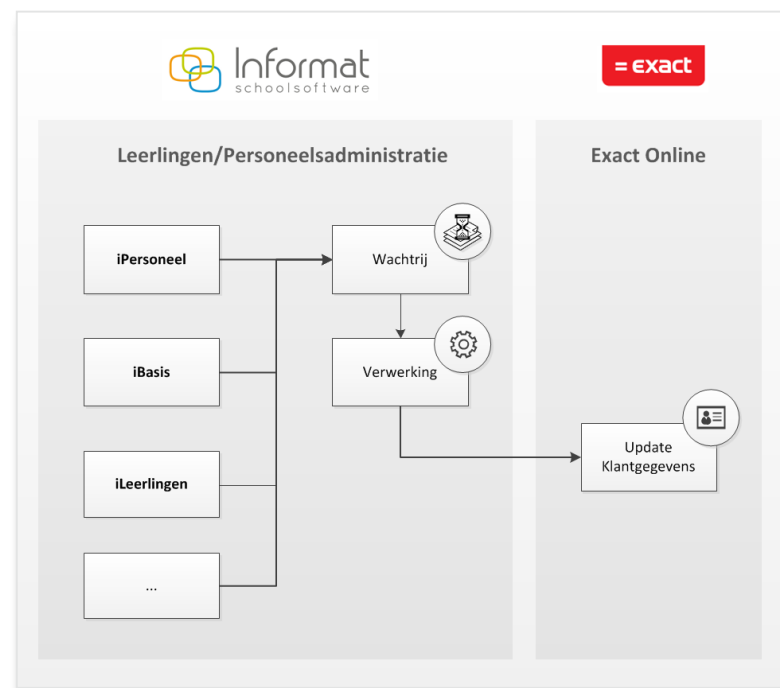 Informat
schoolsoftware
= exact
Leerlingen/Personeelsadministratie
Exact Online
iPersoneel
Wachtrij
iBasis
Verwerking
Update
Klantgegevens
iLeerlingen
...